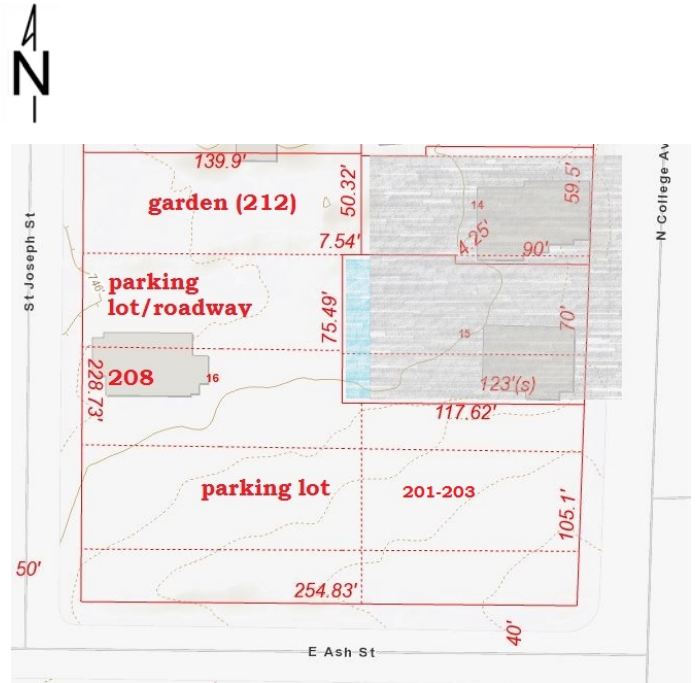 N
139.9'
50.32'
59.5'
N College Av
garden (212)
14
St Joseph St
7.54'
4.25'
90'
746'
parking
lot/roadway
75.49'
70'
15
208
16
228.73'
123'(s)
117.62'
parking lot
201-203
105.1'
50'
254.83'
40'
E Ash St